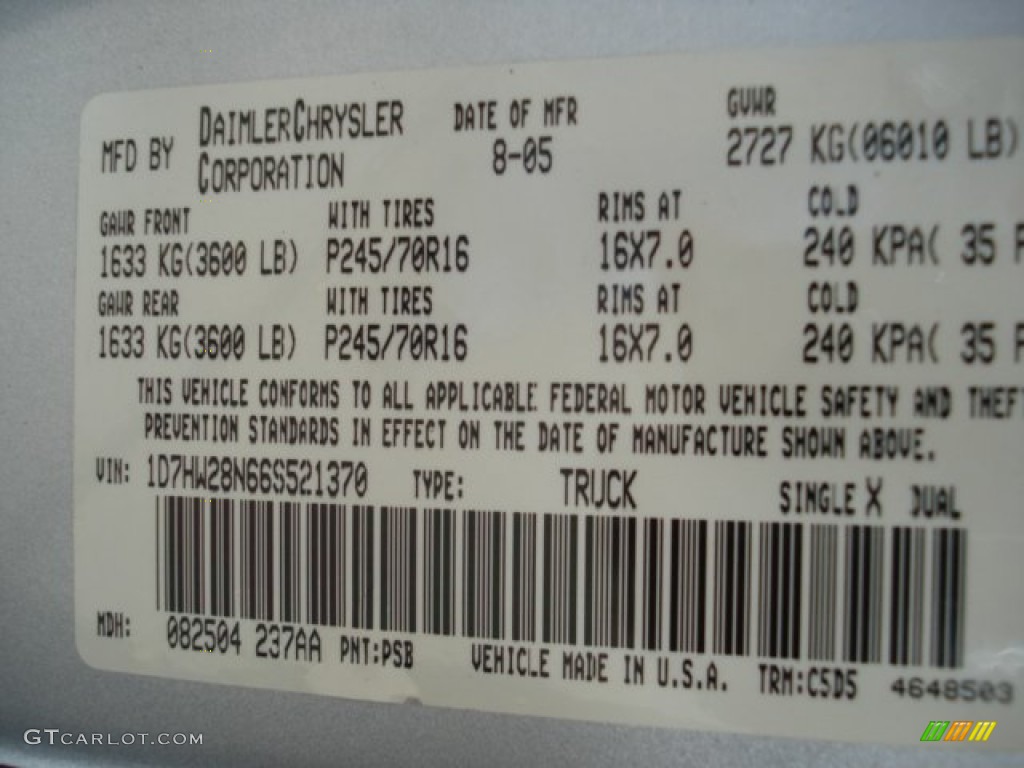 MFD BY DAIMLERCHRYSLER CORPORATION DATE OF MFR 8-05 GVWR 2727 KG(06010 LB)
GAWR FRONT WITH TIRES RIMS AT COLD
1633 KG(3600 LB) P245/70R16 16X7.0 240 KPA( 35 P
GAWR REAR WITH TIRES RIMS AT COLD
1633 KG(3600 LB) P245/70R16 16X7.0 240 KPA( 35 P
THIS VEHICLE CONFORMS TO ALL APPLICABLE FEDERAL MOTOR VEHICLE SAFETY AND THEF
PREVENTION STANDARDS IN EFFECT ON THE DATE OF MANUFACTURE SHOWN ABOVE.
VIN: 1D7HW28N66S521370 TYPE: TRUCK SINGLE X DUAL
MDH: 082504 237AA PNT:PSB VEHICLE MADE IN U.S.A. TRM:C5D5 4648503
GTCARLOT.COM